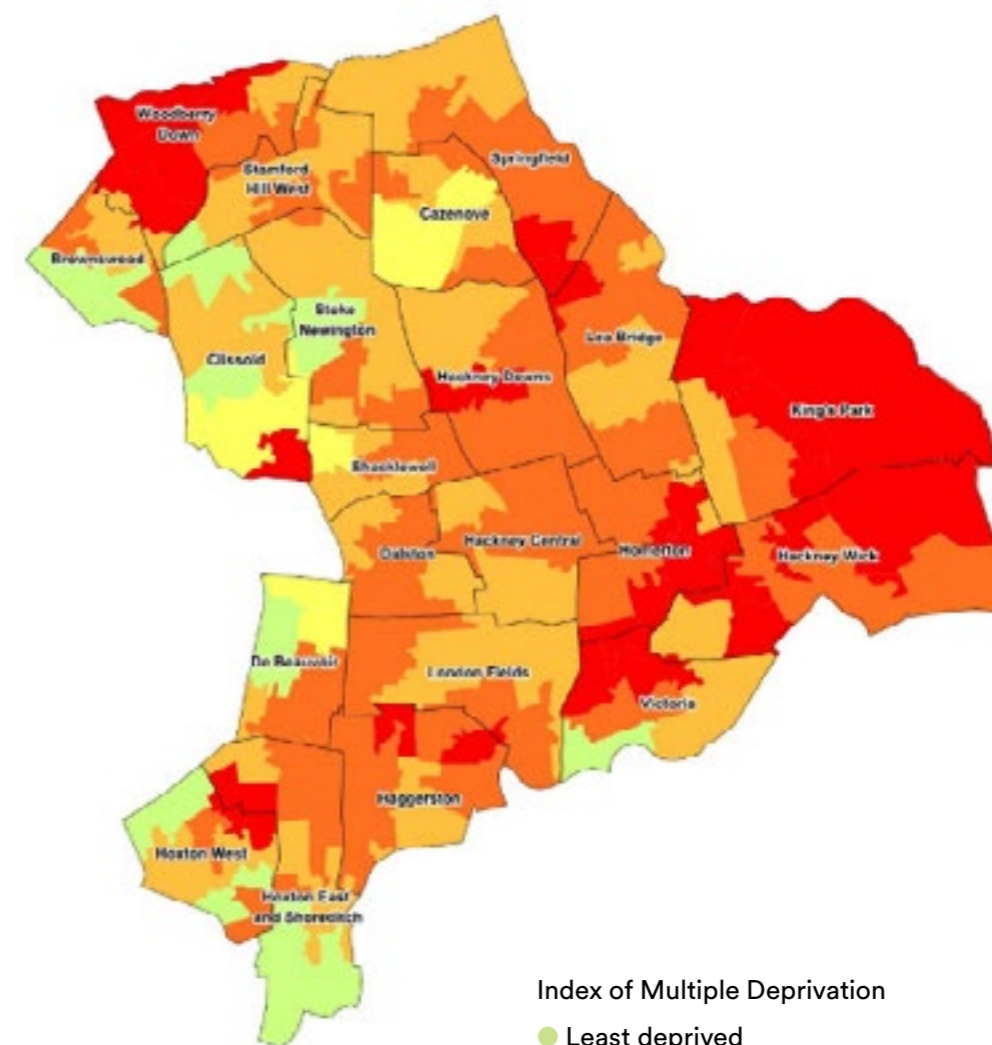 Woodberry
Down
Springfield
Stamford
Hill West
Cazenove
Brownswood
Stoke
Newington
Lea Bridge
Clissold
Hackney Downs
King's Park
Shacklewell
Hackney Central
Dalston
Homerton
Hackney Wick
De Beauvoir
London Fields
Victoria
Haggerston
Hoxton West
Hoxton East
and Shoreditch
Index of Multiple Deprivation
Least deprived